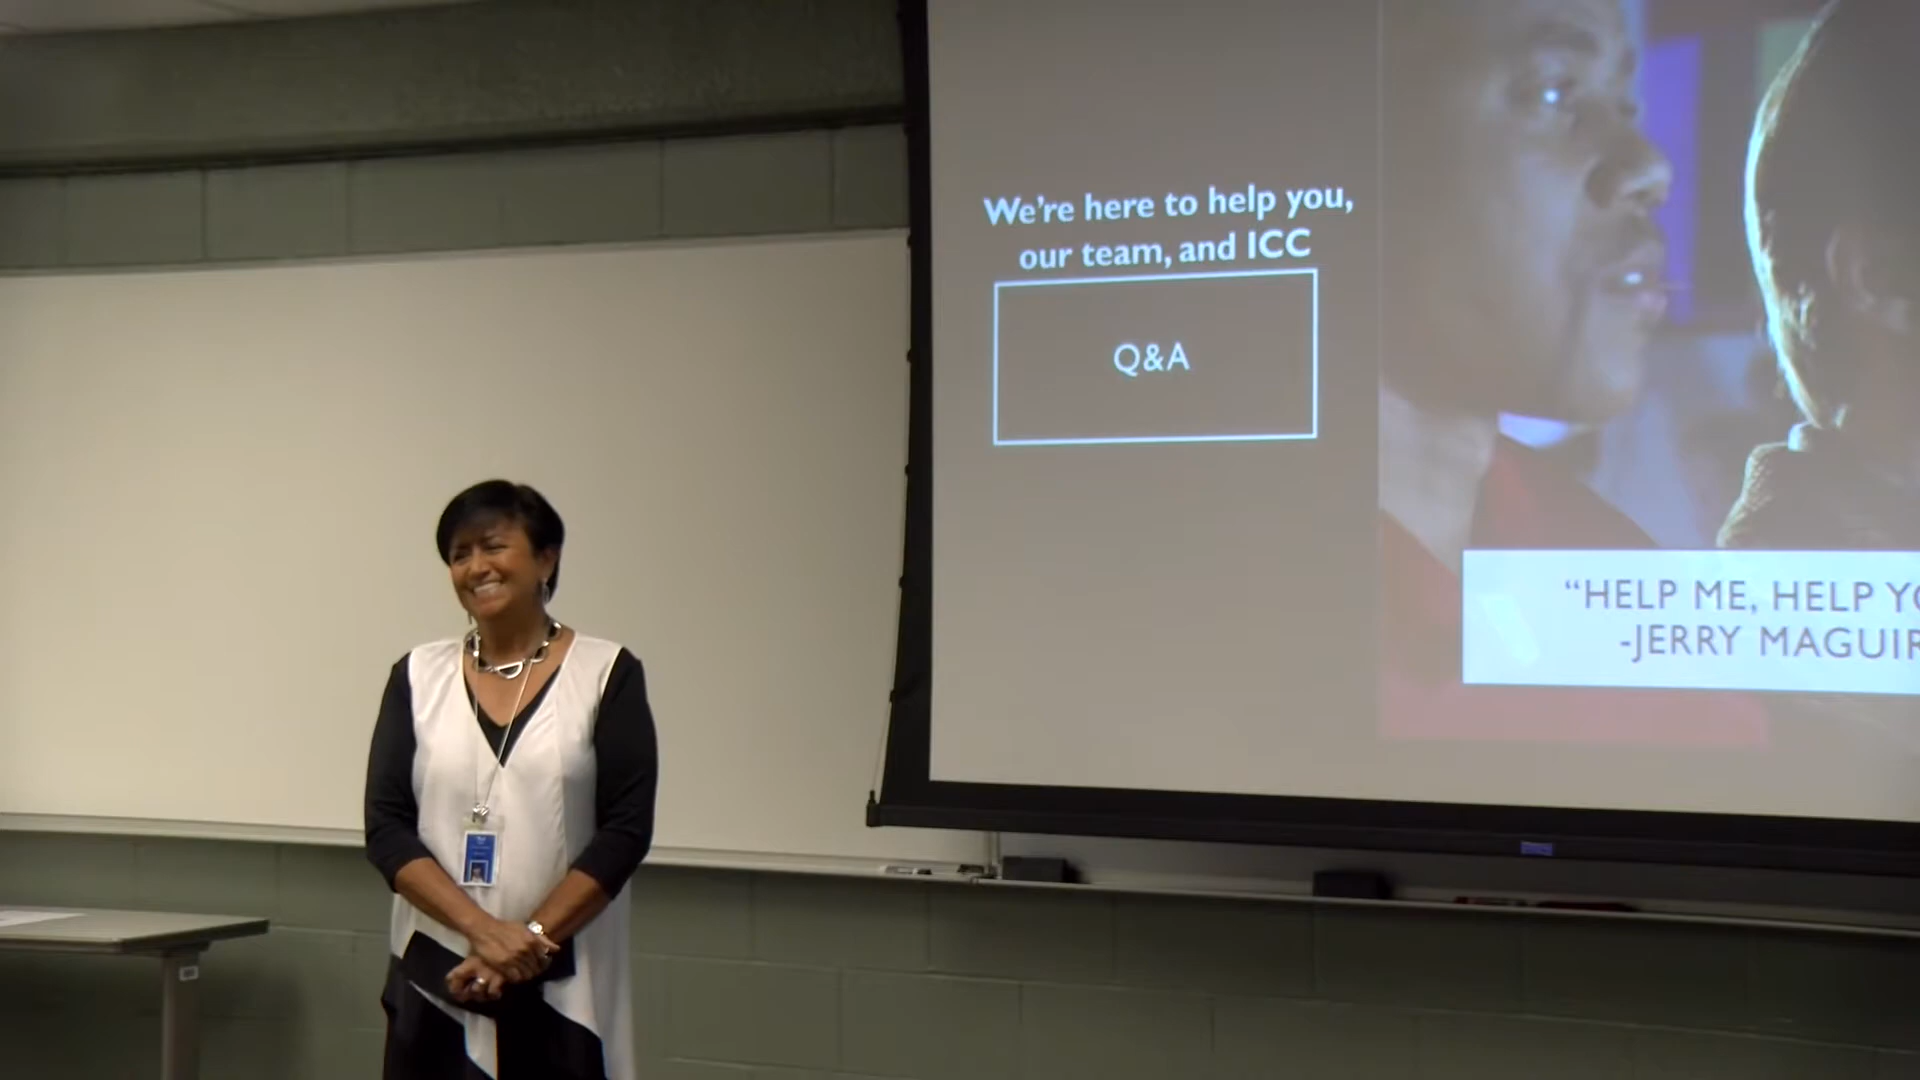 We're here to help you,
our team, and ICC
Q&A
"HELP ME, HELP YO
-JERRY MAGUIR